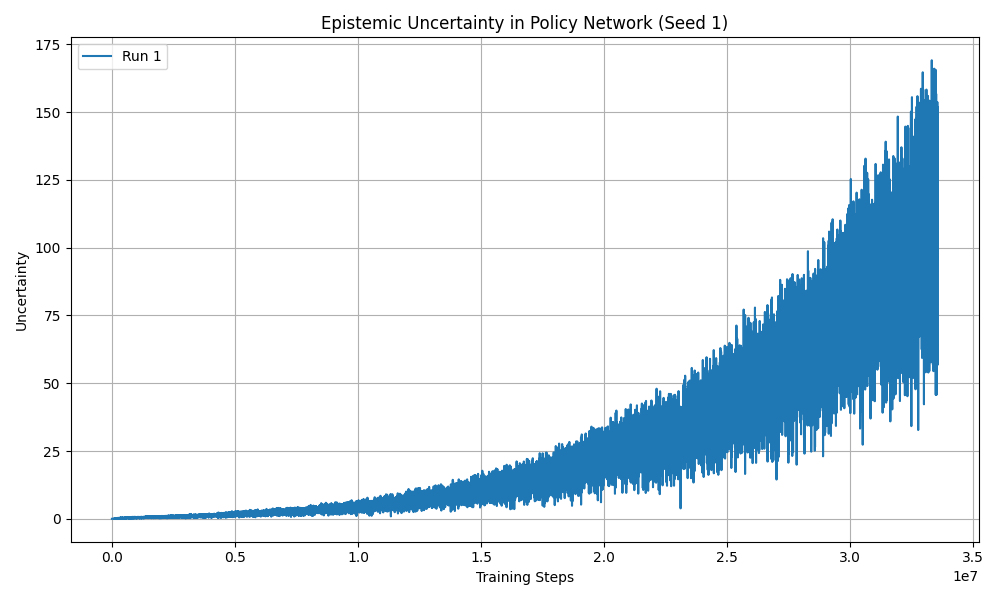 Epistemic Uncertainty in Policy Network (Seed 1)
Run 1
175
150
125
100
75
50
25
0
Uncertainty
0.0 0.5 1.0 1.5 2.0 2.5 3.0 3.5
1e7
Training Steps